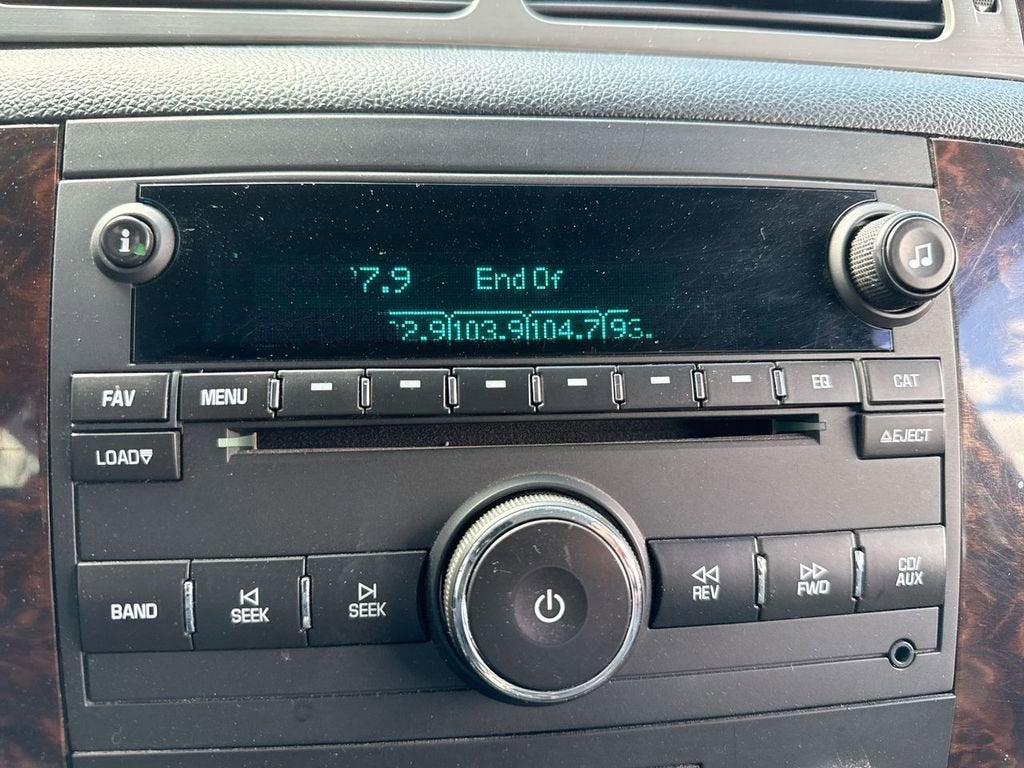 7.9 End Of
2.9 103.9 104.7 93.
FAV MENU EQ CAT
LOAD EJECT
BAND SEEK SEEK REV FWD CD/AUX